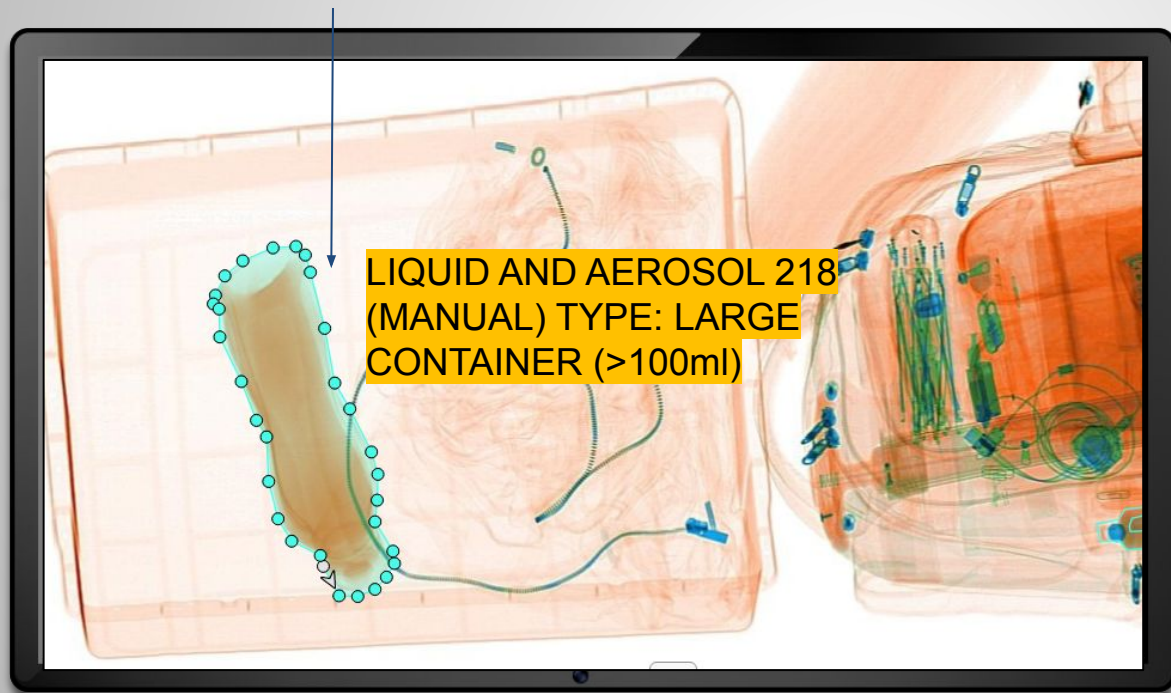 LIQUID AND AEROSOL 218
(MANUAL) TYPE: LARGE
CONTAINER (>100ml)